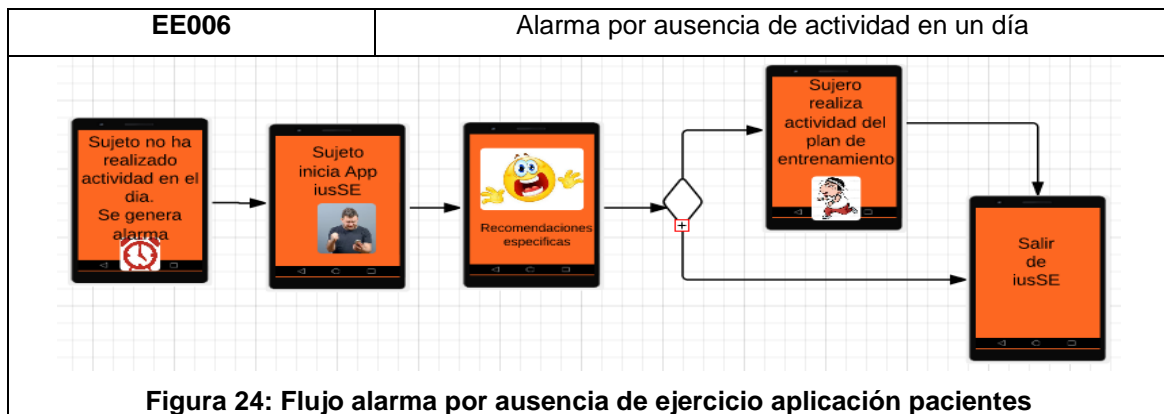 EE006
Alarma por ausencia de actividad en un día
Sujeto no ha
realizado
actividad en el
dia.
Se genera
alarma
Sujeto
inicia App
iusSE
Recomendaciones
especificas
Sujero
realiza
actividad del
plan de
entrenamiento
Salir
de
iusSE
Figura 24: Flujo alarma por ausencia de ejercicio aplicación pacientes